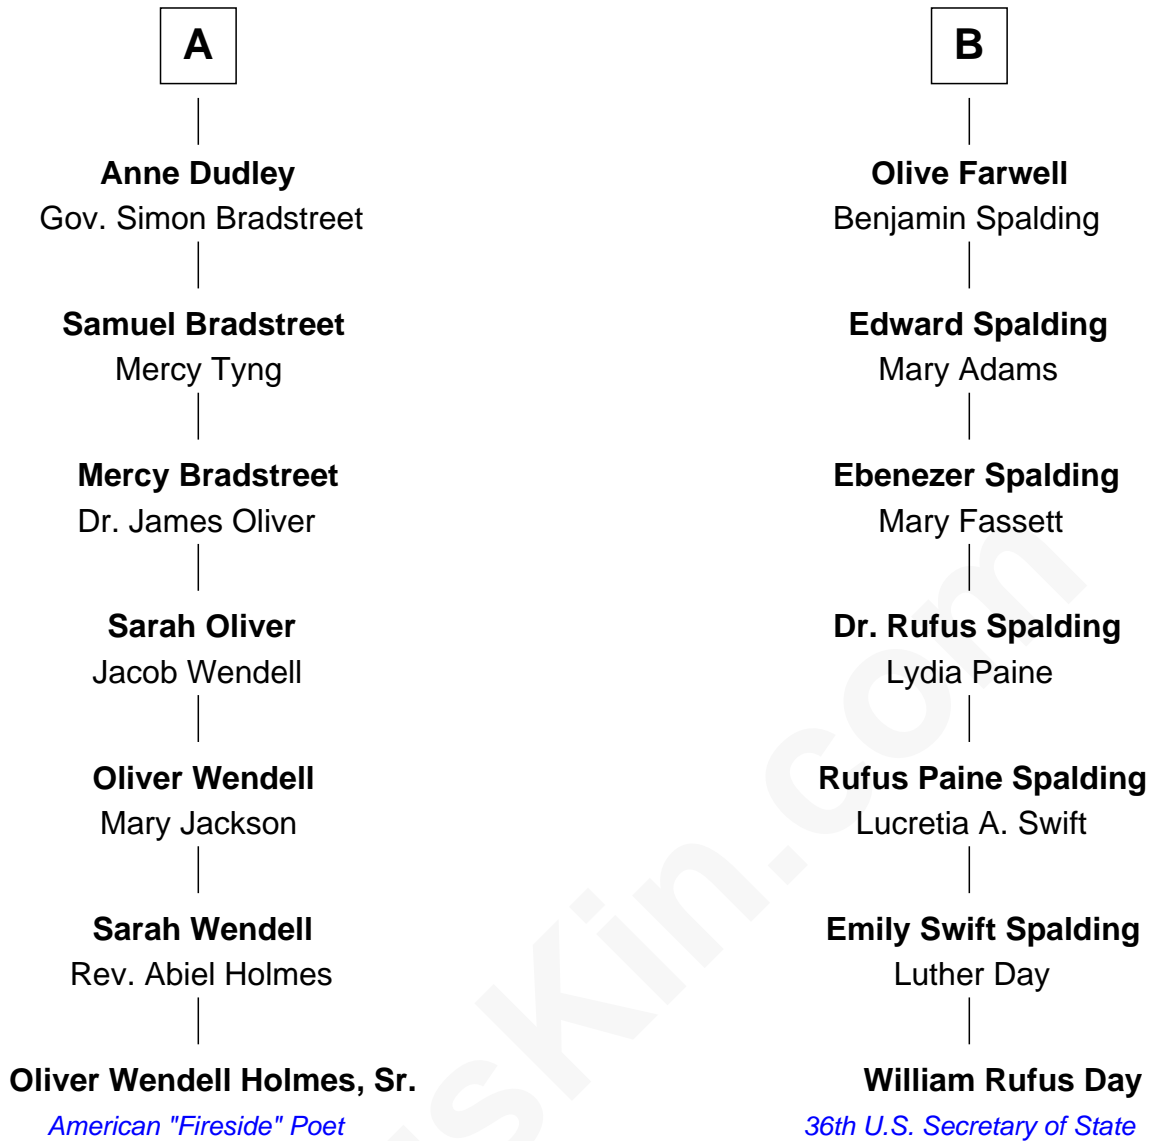 A
Anne Dudley
Gov. Simon Bradstreet
Samuel Bradstreet
Mercy Tyng
Mercy Bradstreet
Dr. James Oliver
Sarah Oliver
Jacob Wendell
Oliver Wendell
Mary Jackson
Sarah Wendell
Rev. Abiel Holmes
Oliver Wendell Holmes, Sr.
American "Fireside" Poet
B
Olive Farwell
Benjamin Spalding
Edward Spalding
Mary Adams
Ebenezer Spalding
Mary Fassett
Dr. Rufus Spalding
Lydia Paine
Rufus Paine Spalding
Lucretia A. Swift
Emily Swift Spalding
Luther Day
William Rufus Day
36th U.S. Secretary of State